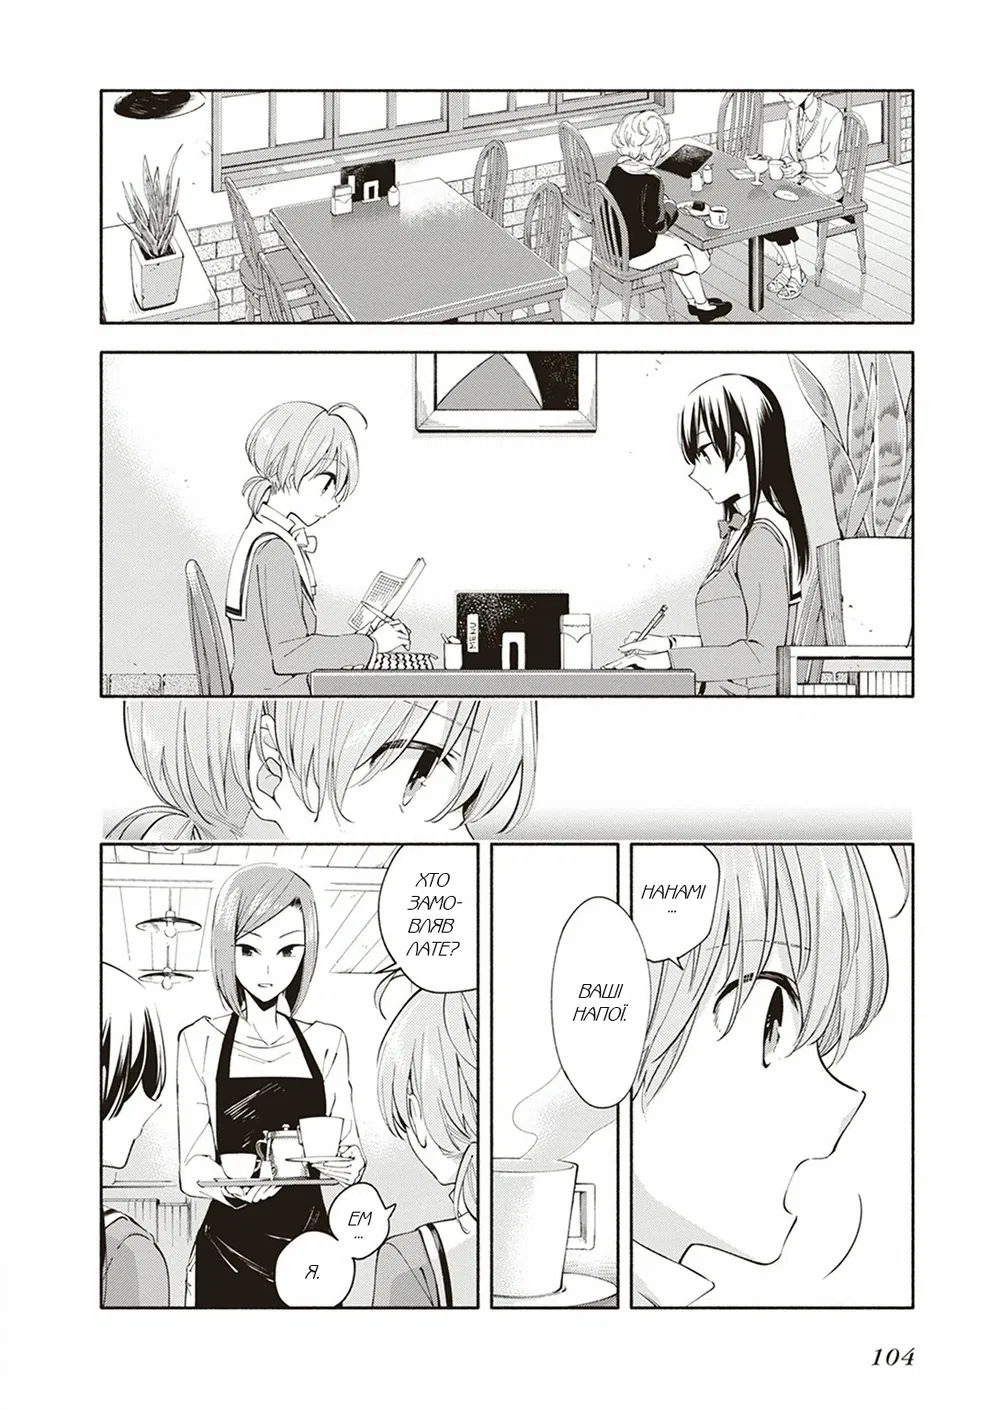 MENU
НАНАМІ
...
ВАШІ
НАПОЇ.
ХТО
ЗАМО-
ВЛЯВ
ЛАТЕ?
ЕМ
...
Я.
104